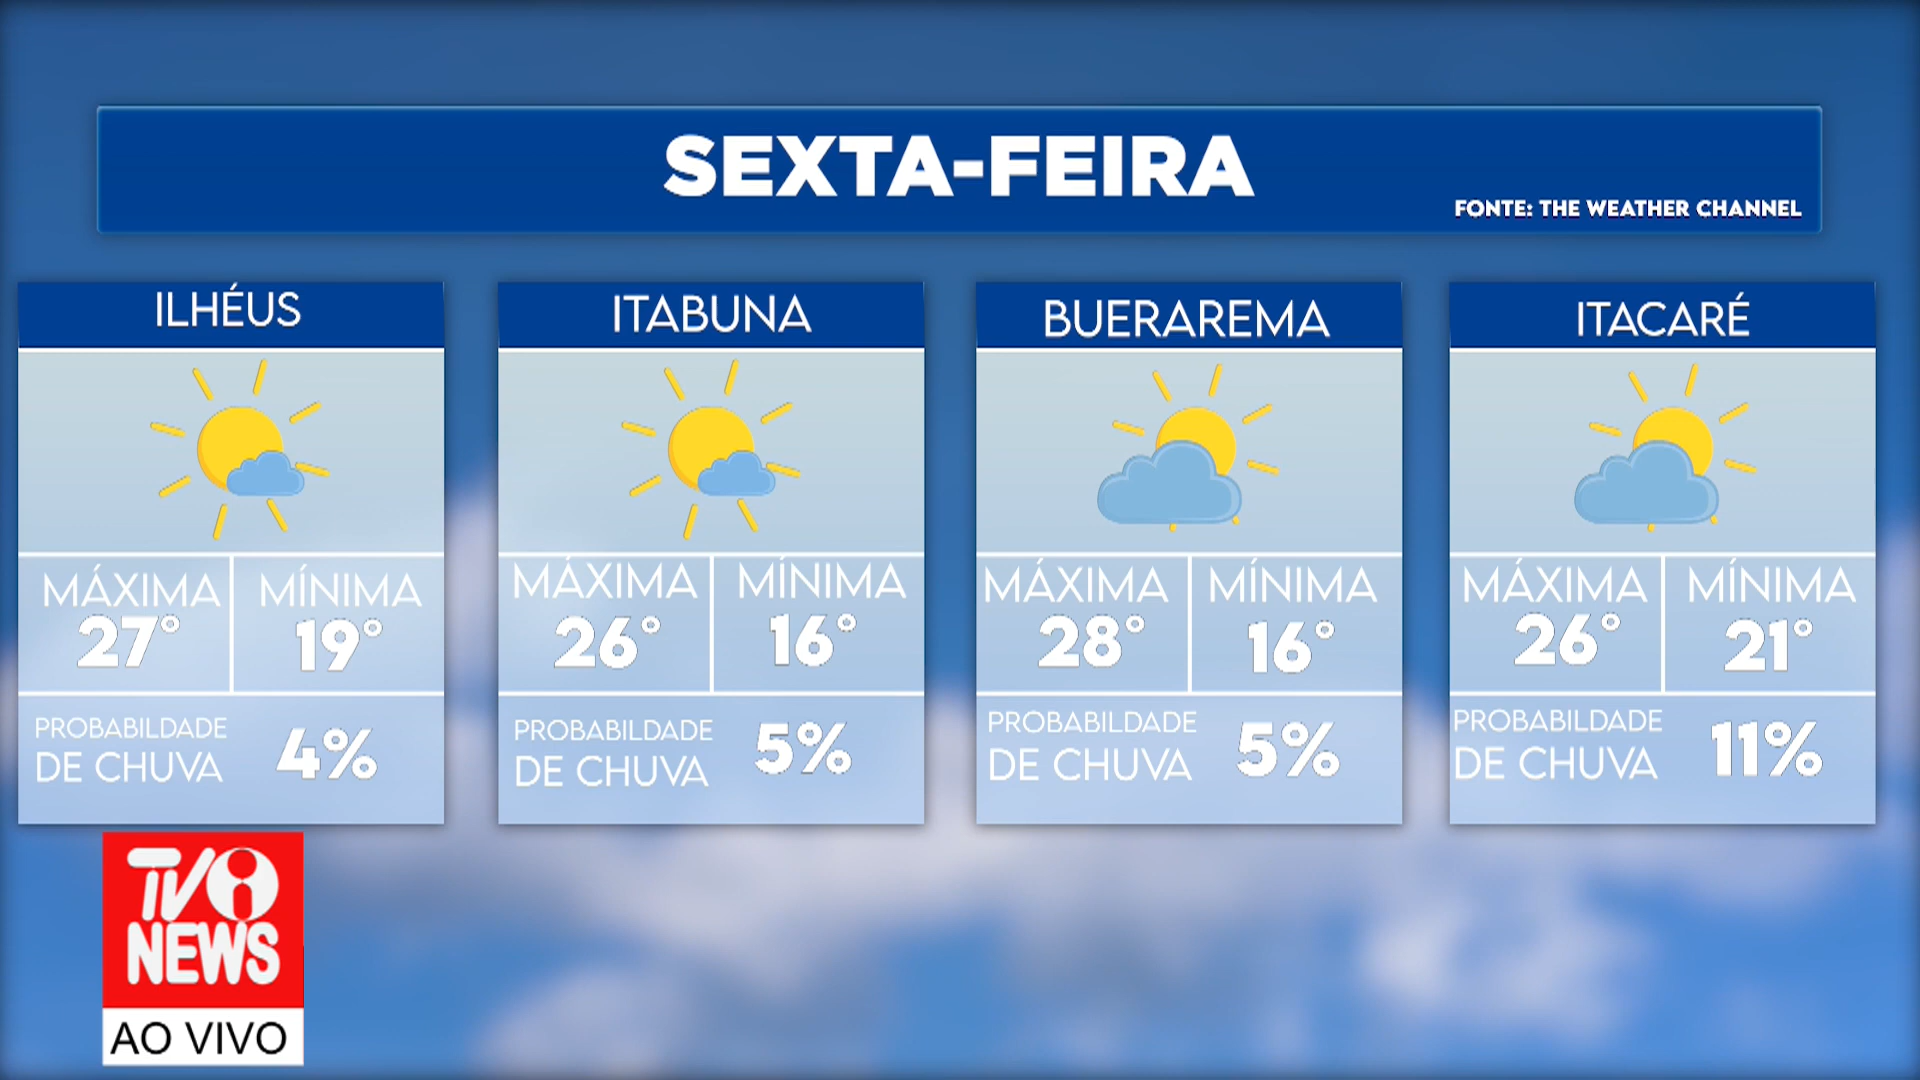 SEXTA-FEIRA
FONTE: THE WEATHER CHANNEL
ILHÉUS
MÁXIMA
27°
MÍNIMA
19°
PROBABILDADE
DE CHUVA
4%
ITABUNA
MÁXIMA
26°
MÍNIMA
16°
PROBABILDADE
DE CHUVA
5%
BUERAREMA
MÁXIMA
28°
MÍNIMA
16°
PROBABILDADE
DE CHUVA
5%
ITACARÉ
MÁXIMA
26°
MÍNIMA
21°
PROBABILDADE
DE CHUVA
11%
TVi
NEWS
AO VIVO